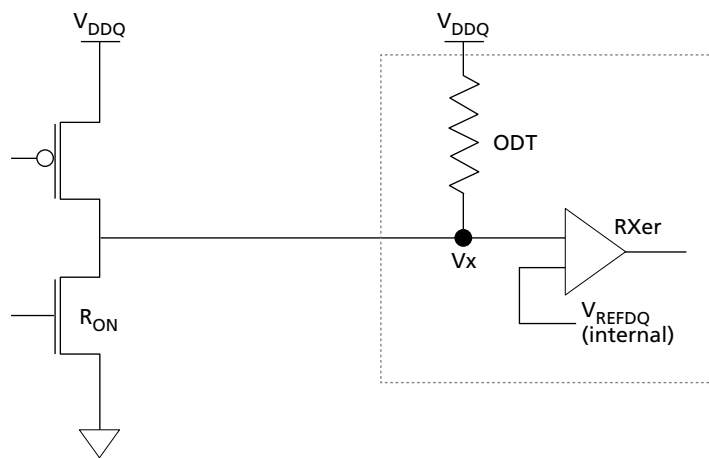 VDDQ
VDDQ
ODT
RXer
Vx
RON
VREFDQ
(internal)